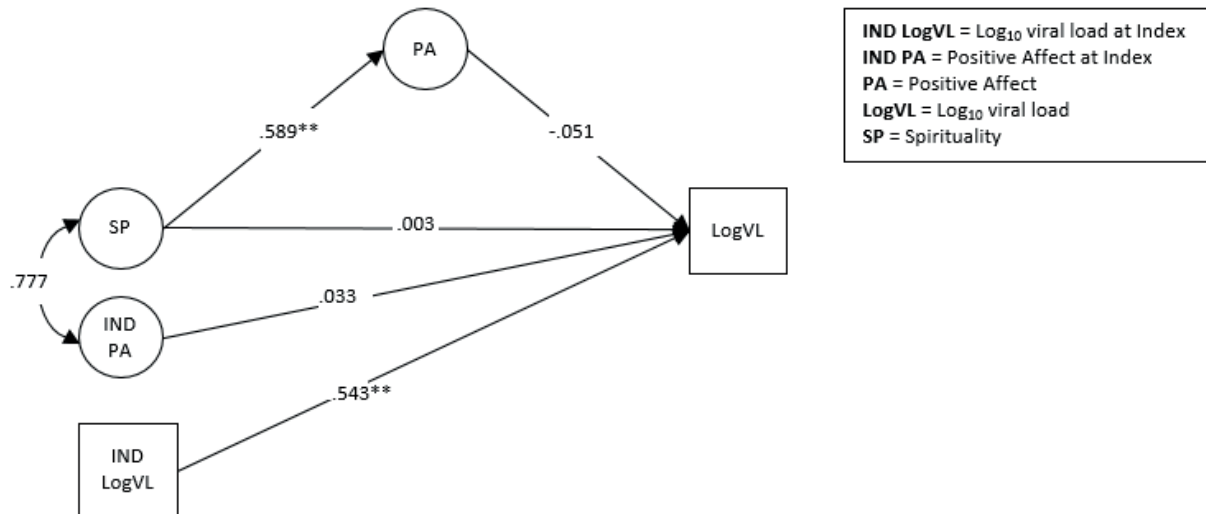 PA
IND LogVL = Log₁₀ viral load at Index
IND PA = Positive Affect at Index
PA = Positive Affect
LogVL = Log₁₀ viral load
SP = Spirituality
.589**
-.051
SP
.003
LogVL
.777
.033
IND
PA
.543**
IND
LogVL